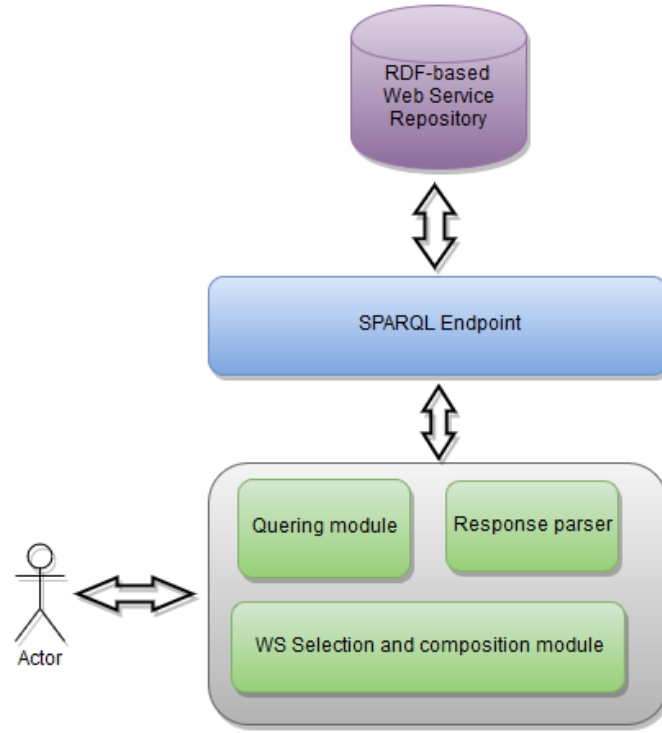 RDF-based
Web Service
Repository
SPARQL Endpoint
Quering module
Response parser
WS Selection and composition module
Actor